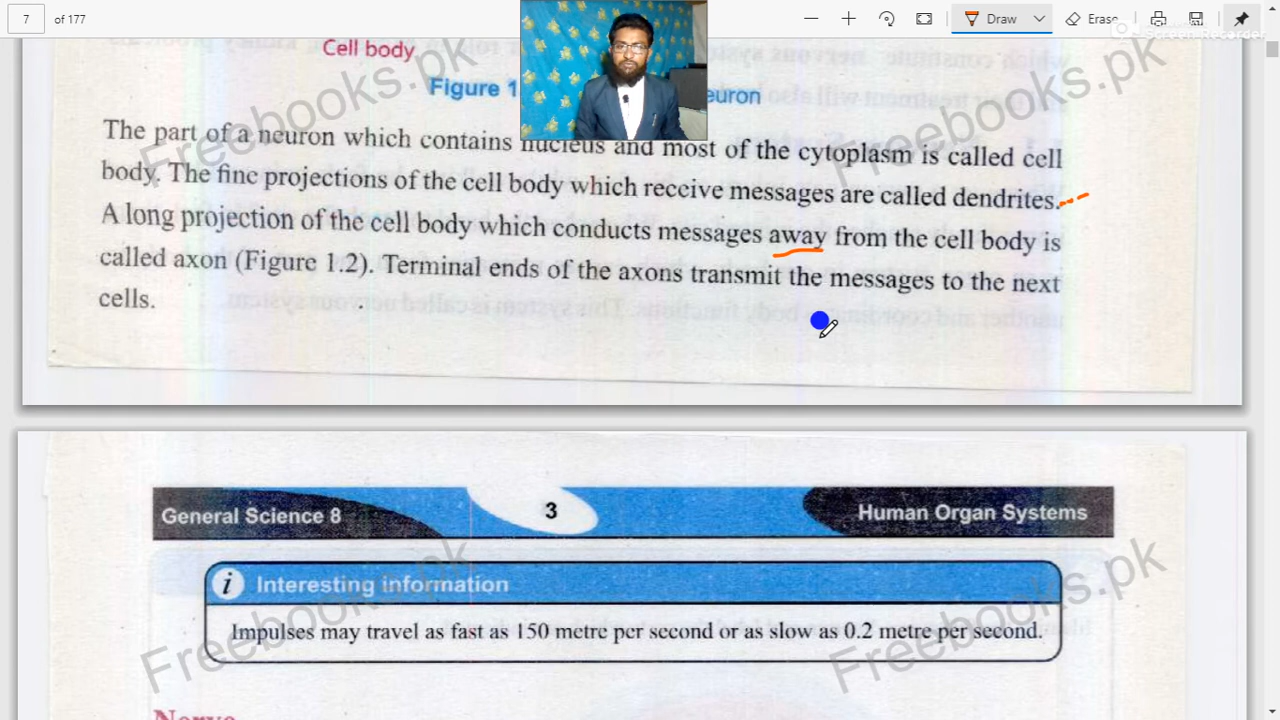 7 of 177
Draw
Erase
Screen Recorder
Cell body
Figure 1
euron
The part of a neuron which contains nucleus and most of the cytoplasm is called cell
body. The fine projections of the cell body which receive messages are called dendrites.
A long projection of the cell body which conducts messages away from the cell body is
called axon (Figure 1.2). Terminal ends of the axons transmit the messages to the next
cells.
Freebooks.pk
Freebooks.pk
General Science 8
3
Human Organ Systems
i Interesting Information
Impulses may travel as fast as 150 metre per second or as slow as 0.2 metre per second.
Freebooks.pk
Freebooks.pk
Nerve